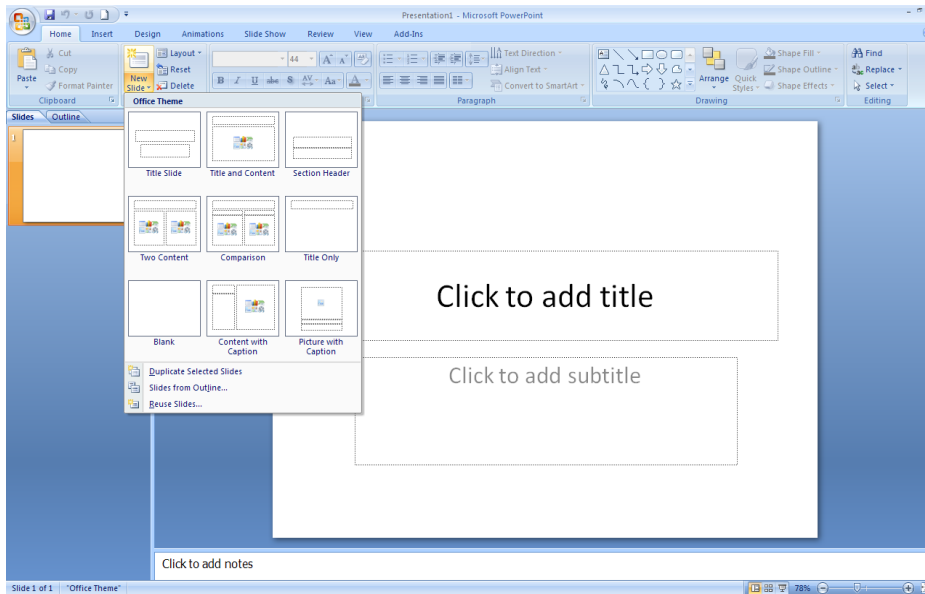 Presentation1 - Microsoft PowerPoint
Home Insert Design Animations Slide Show Review View Add-Ins
Paste
Cut
Copy
Format Painter
Clipboard
New Slide
Layout
Reset
Delete
44
B I U abc S AV Aa A
Text Direction
Align Text
Convert to SmartArt
Paragraph
Arrange
Quick Styles
Shape Fill
Shape Outline
Shape Effects
Drawing
Find
Replace
Select
Editing
Slides Outline
1
Office Theme
Title Slide Title and Content Section Header
Two Content Comparison Title Only
Blank Content with Caption Picture with Caption
Duplicate Selected Slides
Slides from Outline...
Reuse Slides...
Click to add title
Click to add subtitle
Click to add notes
Slide 1 of 1 "Office Theme" 78%